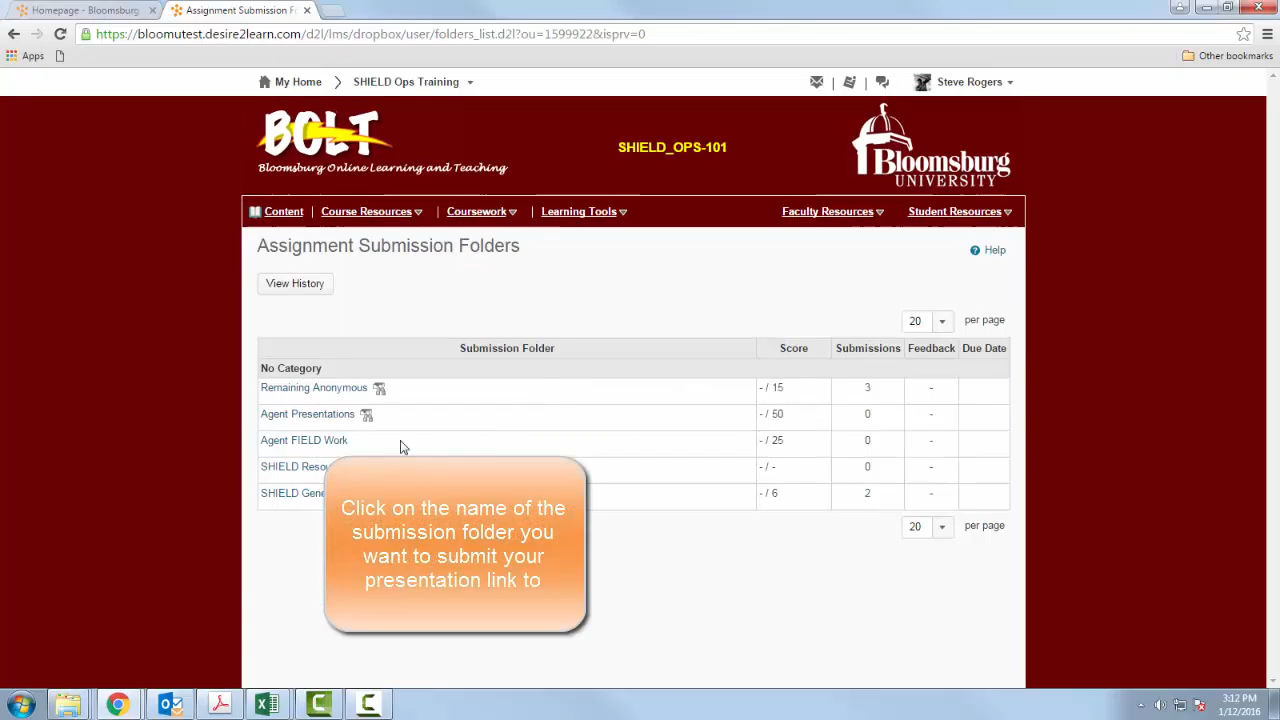 Homepage - Bloomsburg
Assignment Submission F
https://bloomutest.desire2learn.com/d2l/lms/dropbox/user/folders_list.d2l?ou=1599922&isprv=0
Apps
Other bookmarks
My Home
SHIELD Ops Training
Steve Rogers
BOLT
Bloomsburg Online Learning and Teaching
SHIELD_OPS-101
Bloomsburg
UNIVERSITY
Content | Course Resources | Coursework | Learning Tools
Faculty Resources | Student Resources
Assignment Submission Folders
Help
View History
20 per page
Submission Folder Score Submissions Feedback Due Date
No Category
Remaining Anonymous - / 15 3 -
Agent Presentations - / 50 0 -
Agent FIELD Work - / 25 0 -
SHIELD Reso - / - 0 -
SHIELD Gene - / 6 2 -
20 per page
Click on the name of the
submission folder you
want to submit your
presentation link to
3:12 PM
1/12/2016